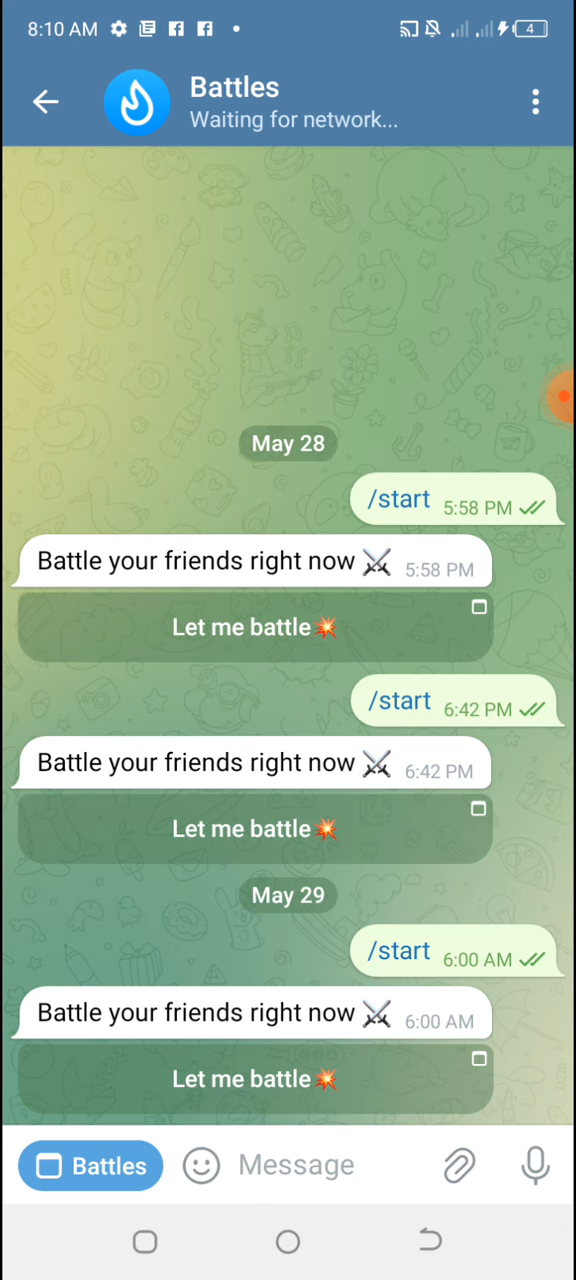 8:10 AM
4
Battles
Waiting for network...
May 28
/start 5:58 PM
Battle your friends right now ⚔ 5:58 PM
Let me battle💥
/start 6:42 PM
Battle your friends right now ⚔ 6:42 PM
Let me battle💥
May 29
/start 6:00 AM
Battle your friends right now ⚔ 6:00 AM
Let me battle💥
Battles
Message